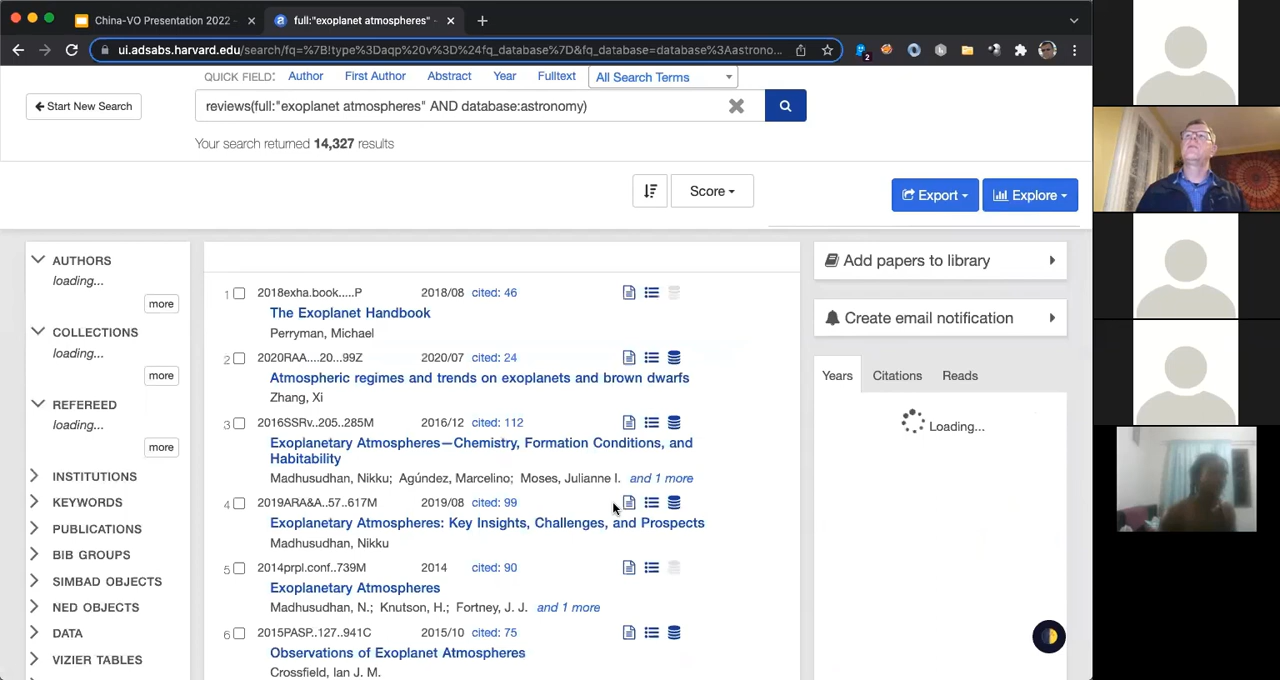 China-VO Presentation 2022 -
full:"exoplanet atmospheres" -
ui.adsabs.harvard.edu/search/fq=%7B!type%3Daqp%20v%3D%24fq_database%7D&fq_database=database%3Aastrono...
2
QUICK FIELD: Author First Author Abstract Year Fulltext All Search Terms
Start New Search
reviews(full:"exoplanet atmospheres" AND database:astronomy)
Your search returned 14,327 results
Score
Export
Explore
AUTHORS
loading...
more
COLLECTIONS
loading...
more
REFEREED
loading...
more
INSTITUTIONS
KEYWORDS
PUBLICATIONS
BIB GROUPS
SIMBAD OBJECTS
NED OBJECTS
DATA
VIZIER TABLES
1 2018exha.book.....P 2018/08 cited: 46
The Exoplanet Handbook
Perryman, Michael
2 2020RAA....20...99Z 2020/07 cited: 24
Atmospheric regimes and trends on exoplanets and brown dwarfs
Zhang, Xi
3 2016SSRv..205..285M 2016/12 cited: 112
Exoplanetary Atmospheres—Chemistry, Formation Conditions, and
Habitability
Madhusudhan, Nikku; Agúndez, Marcelino; Moses, Julianne I. and 1 more
4 2019ARA&A..57..617M 2019/08 cited: 99
Exoplanetary Atmospheres: Key Insights, Challenges, and Prospects
Madhusudhan, Nikku
5 2014prpl.conf..739M 2014 cited: 90
Exoplanetary Atmospheres
Madhusudhan, N.; Knutson, H.; Fortney, J. J. and 1 more
6 2015PASP..127..941C 2015/10 cited: 75
Observations of Exoplanet Atmospheres
Crossfield, Ian J. M.
Add papers to library
Create email notification
Years Citations Reads
Loading...